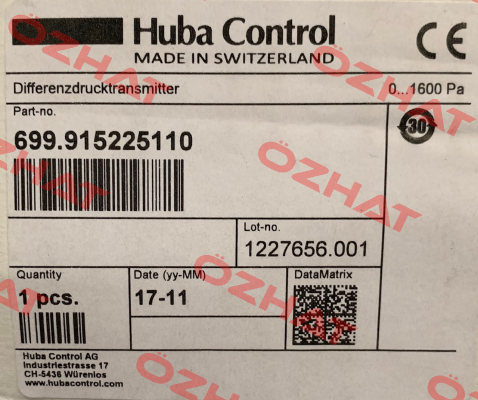 Huba Control
MADE IN SWITZERLAND
CE
Differenzdrucktransmitter 0...1600 Pa
Part-no.
699.915225110
30
Lot-no.
1227656.001
Quantity
1 pcs.
Date (yy-MM)
17-11
DataMatrix
Huba Control AG
Industriestrasse 17
CH-5436 Würenlos
www.hubacontrol.com
ÖZHAT
ÖZHAT
ÖZHAT
ÖZHAT
ÖZHAT